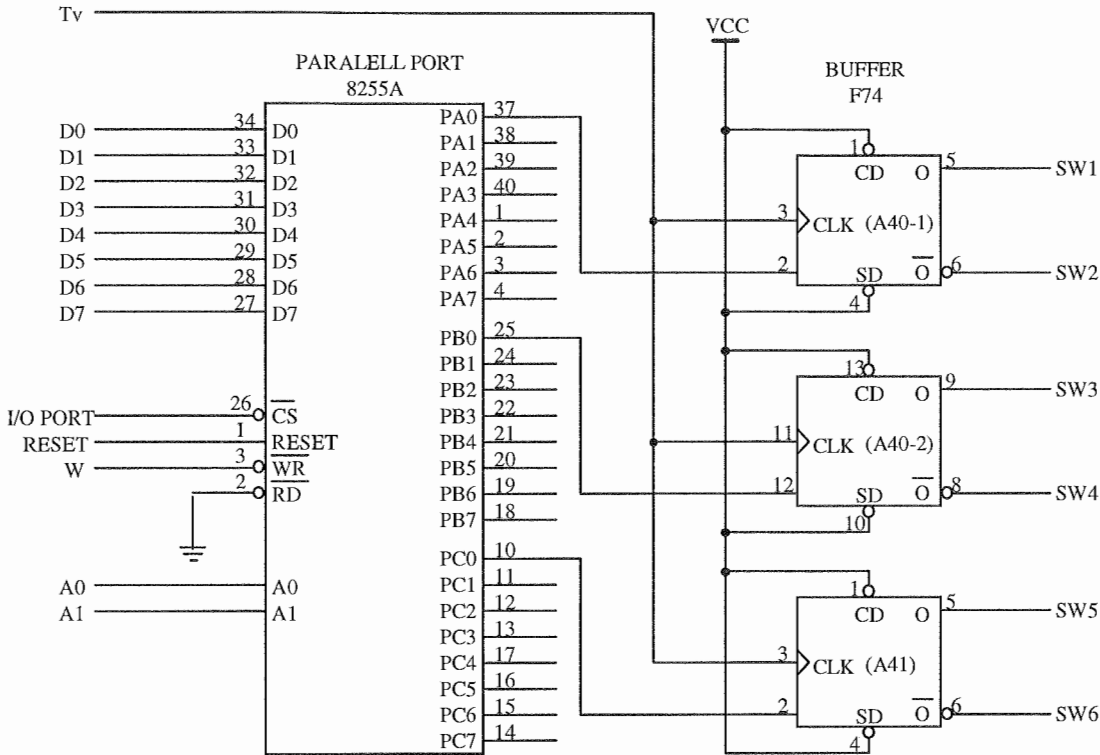 Tv
VCC
PARALELL PORT
8255A
BUFFER
F74
D0 34 D0
D1 33 D1
D2 32 D2
D3 31 D3
D4 30 D4
D5 29 D5
D6 28 D6
D7 27 D7
I/O PORT 26 CS
RESET 1 RESET
W 3 WR
2 RD
A0 A0
A1 A1
PA0 37
PA1 38
PA2 39
PA3 40
PA4 1
PA5 2
PA6 3
PA7 4
PB0 25
PB1 24
PB2 23
PB3 22
PB4 21
PB5 20
PB6 19
PB7 18
PC0 10
PC1 11
PC2 12
PC3 13
PC4 17
PC5 16
PC6 15
PC7 14
1
CD O 5 SW1
3 CLK (A40-1)
2 SD O 6 SW2
4
13
CD O 9 SW3
11 CLK (A40-2)
12 SD O 8 SW4
10
1
CD O 5 SW5
3 CLK (A41)
2 SD O 6 SW6
4